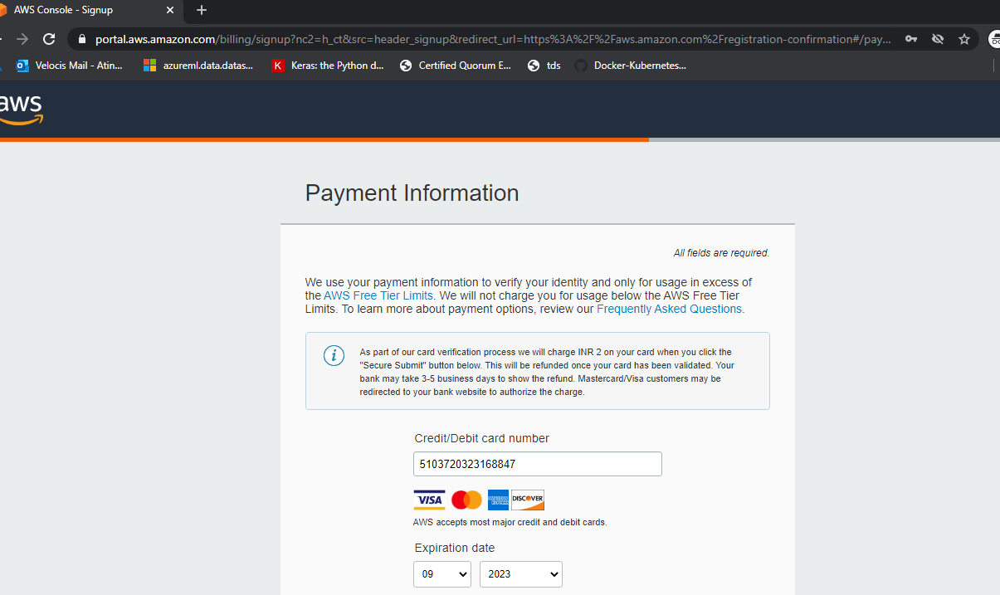 AWS Console - Signup
portal.aws.amazon.com/billing/signup?nc2=h_ct&src=header_signup&redirect_url=https%3A%2F%2Faws.amazon.com%2Fregistration-confirmation#/pay...
Velocis Mail - Atin...
azureml.data.datas...
Keras: the Python d...
Certified Quorum E...
tds
Docker-Kubernetes...
aws
Payment Information
All fields are required.
We use your payment information to verify your identity and only for usage in excess of
the AWS Free Tier Limits. We will not charge you for usage below the AWS Free Tier
Limits. To learn more about payment options, review our Frequently Asked Questions.
As part of our card verification process we will charge INR 2 on your card when you click the
"Secure Submit" button below. This will be refunded once your card has been validated. Your
bank may take 3-5 business days to show the refund. Mastercard/Visa customers may be
redirected to your bank website to authorize the charge.
Credit/Debit card number
5103720323168847
VISA AMERICAN EXPRESS DISCOVER
AWS accepts most major credit and debit cards.
Expiration date
09 2023